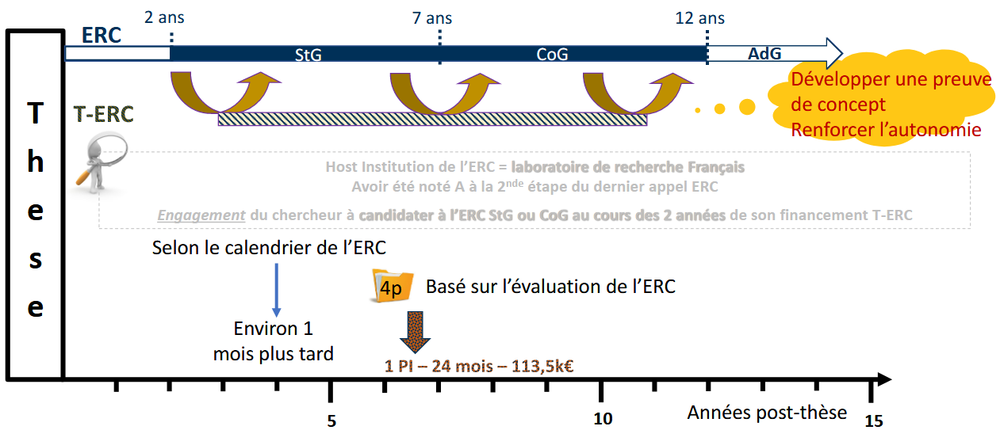 2 ans
7 ans
12 ans
ERC
StG
CoG
AdG
These
T-ERC
Développer une preuve
de concept
Renforcer l’autonomie
Host Institution de l’ERC = laboratoire de recherche Français
Avoir été noté A à la 2nde étape du dernier appel ERC
Engagement du chercheur à candidater à l’ERC StG ou CoG au cours des 2 années de son financement T-ERC
Selon le calendrier de l’ERC
Environ 1
mois plus tard
4p
Basé sur l’évaluation de l’ERC
1 PI – 24 mois – 113,5k€
5
10
Années post-thèse
15